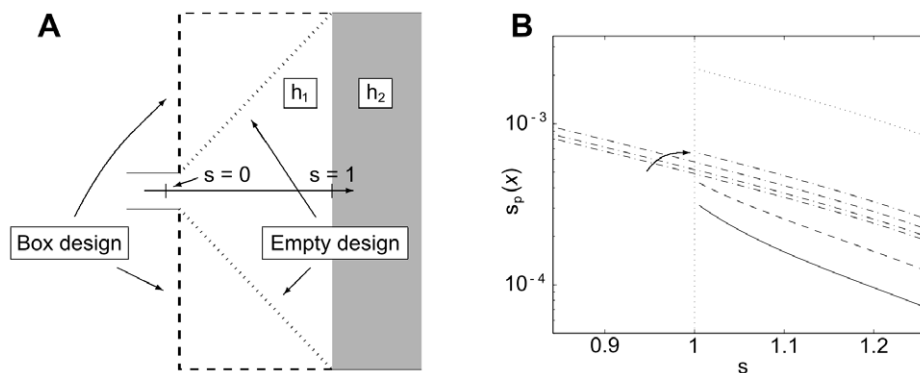 A
h₁
h₂
s = 0
s = 1
Box design
Empty design
B
10⁻³
10⁻⁴
sₚ(x)
0.9
1
1.1
1.2
s